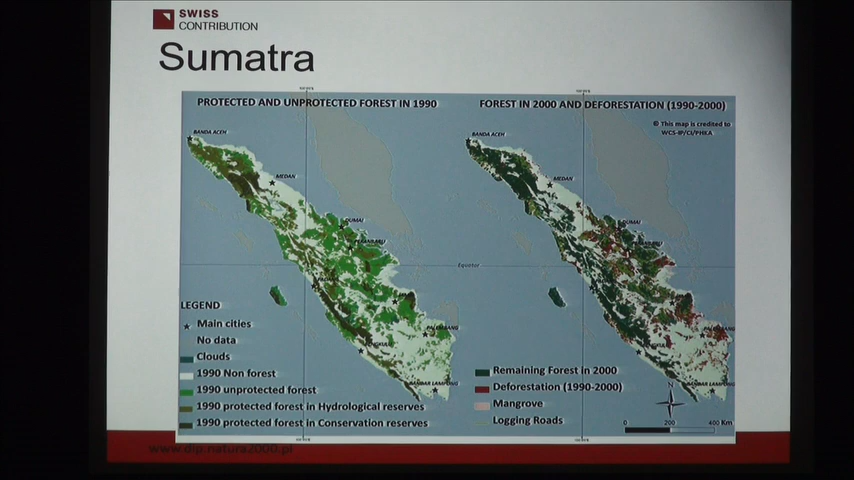 SWISS
CONTRIBUTION
Sumatra
PROTECTED AND UNPROTECTED FOREST IN 1990
FOREST IN 2000 AND DEFORESTATION (1990-2000)
© This map is credited to
WCS-IP/CI/PHKA
BANDA ACEH
MEDAN
DUMAI
PEKANBARU
PADANG
PALEMBANG
BENGKULU
BANDAR LAMPUNG
BANDA ACEH
MEDAN
DUMAI
PEKANBARU
PALEMBANG
BANDAR LAMPUNG
Equator
LEGEND
Main cities
No data
Clouds
1990 Non forest
1990 unprotected forest
1990 protected forest in Hydrological reserves
1990 protected forest in Conservation reserves
Remaining Forest in 2000
Deforestation (1990-2000)
Mangrove
Logging Roads
N
0 200 400 Km
www.dip.natura2000.pl